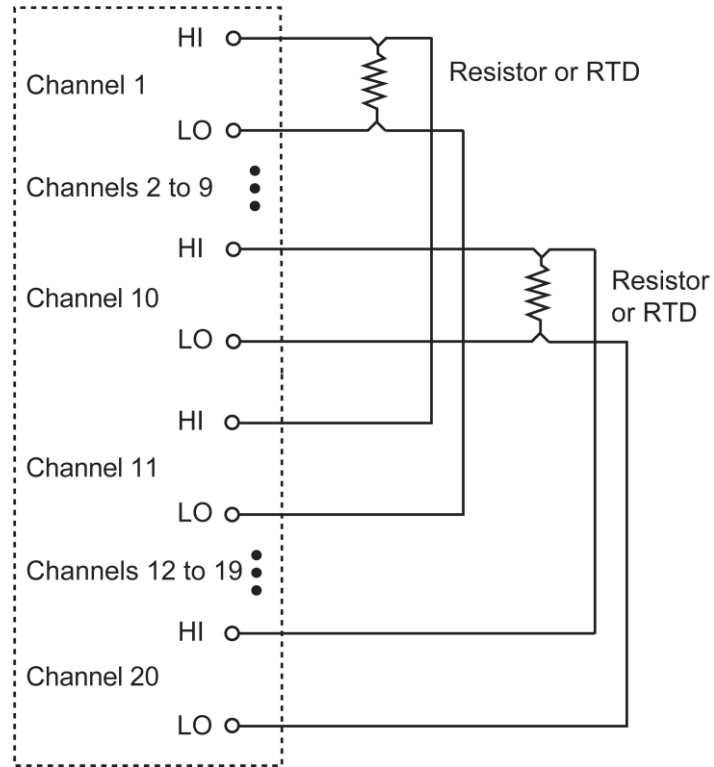 HI
Channel 1
Resistor or RTD
LO
Channels 2 to 9
HI
Channel 10
Resistor
or RTD
LO
HI
Channel 11
LO
Channels 12 to 19
HI
Channel 20
LO